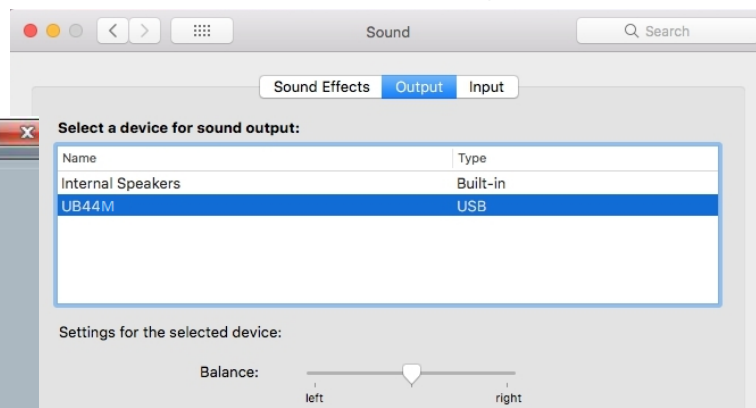 Sound
Search
Sound Effects Output Input
Select a device for sound output:
Name Type
Internal Speakers Built-in
UB44M USB
Settings for the selected device:
Balance:
left right